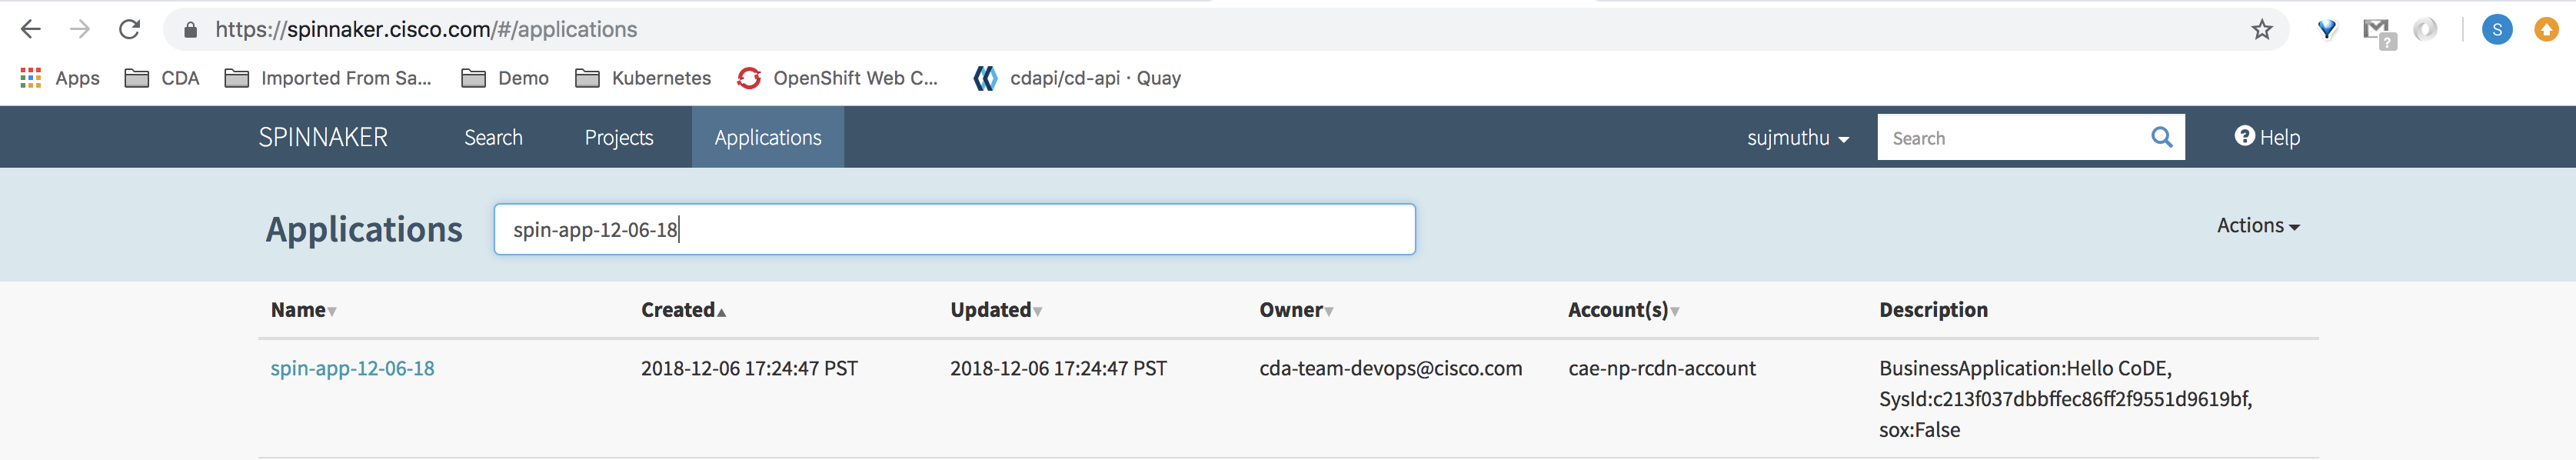 https://spinnaker.cisco.com/#/applications
S
?
Apps CDA Imported From Sa... Demo Kubernetes OpenShift Web C... cdapi/cd-api · Quay
SPINNAKER Search Projects Applications sujmuthu Search ? Help
Applications spin-app-12-06-18 Actions
Name Created Updated Owner Account(s) Description
spin-app-12-06-18 2018-12-06 17:24:47 PST 2018-12-06 17:24:47 PST cda-team-devops@cisco.com cae-np-rcdn-account BusinessApplication:Hello CoDE,
SysId:c213f037dbbffec86ff2f9551d9619bf,
sox:False